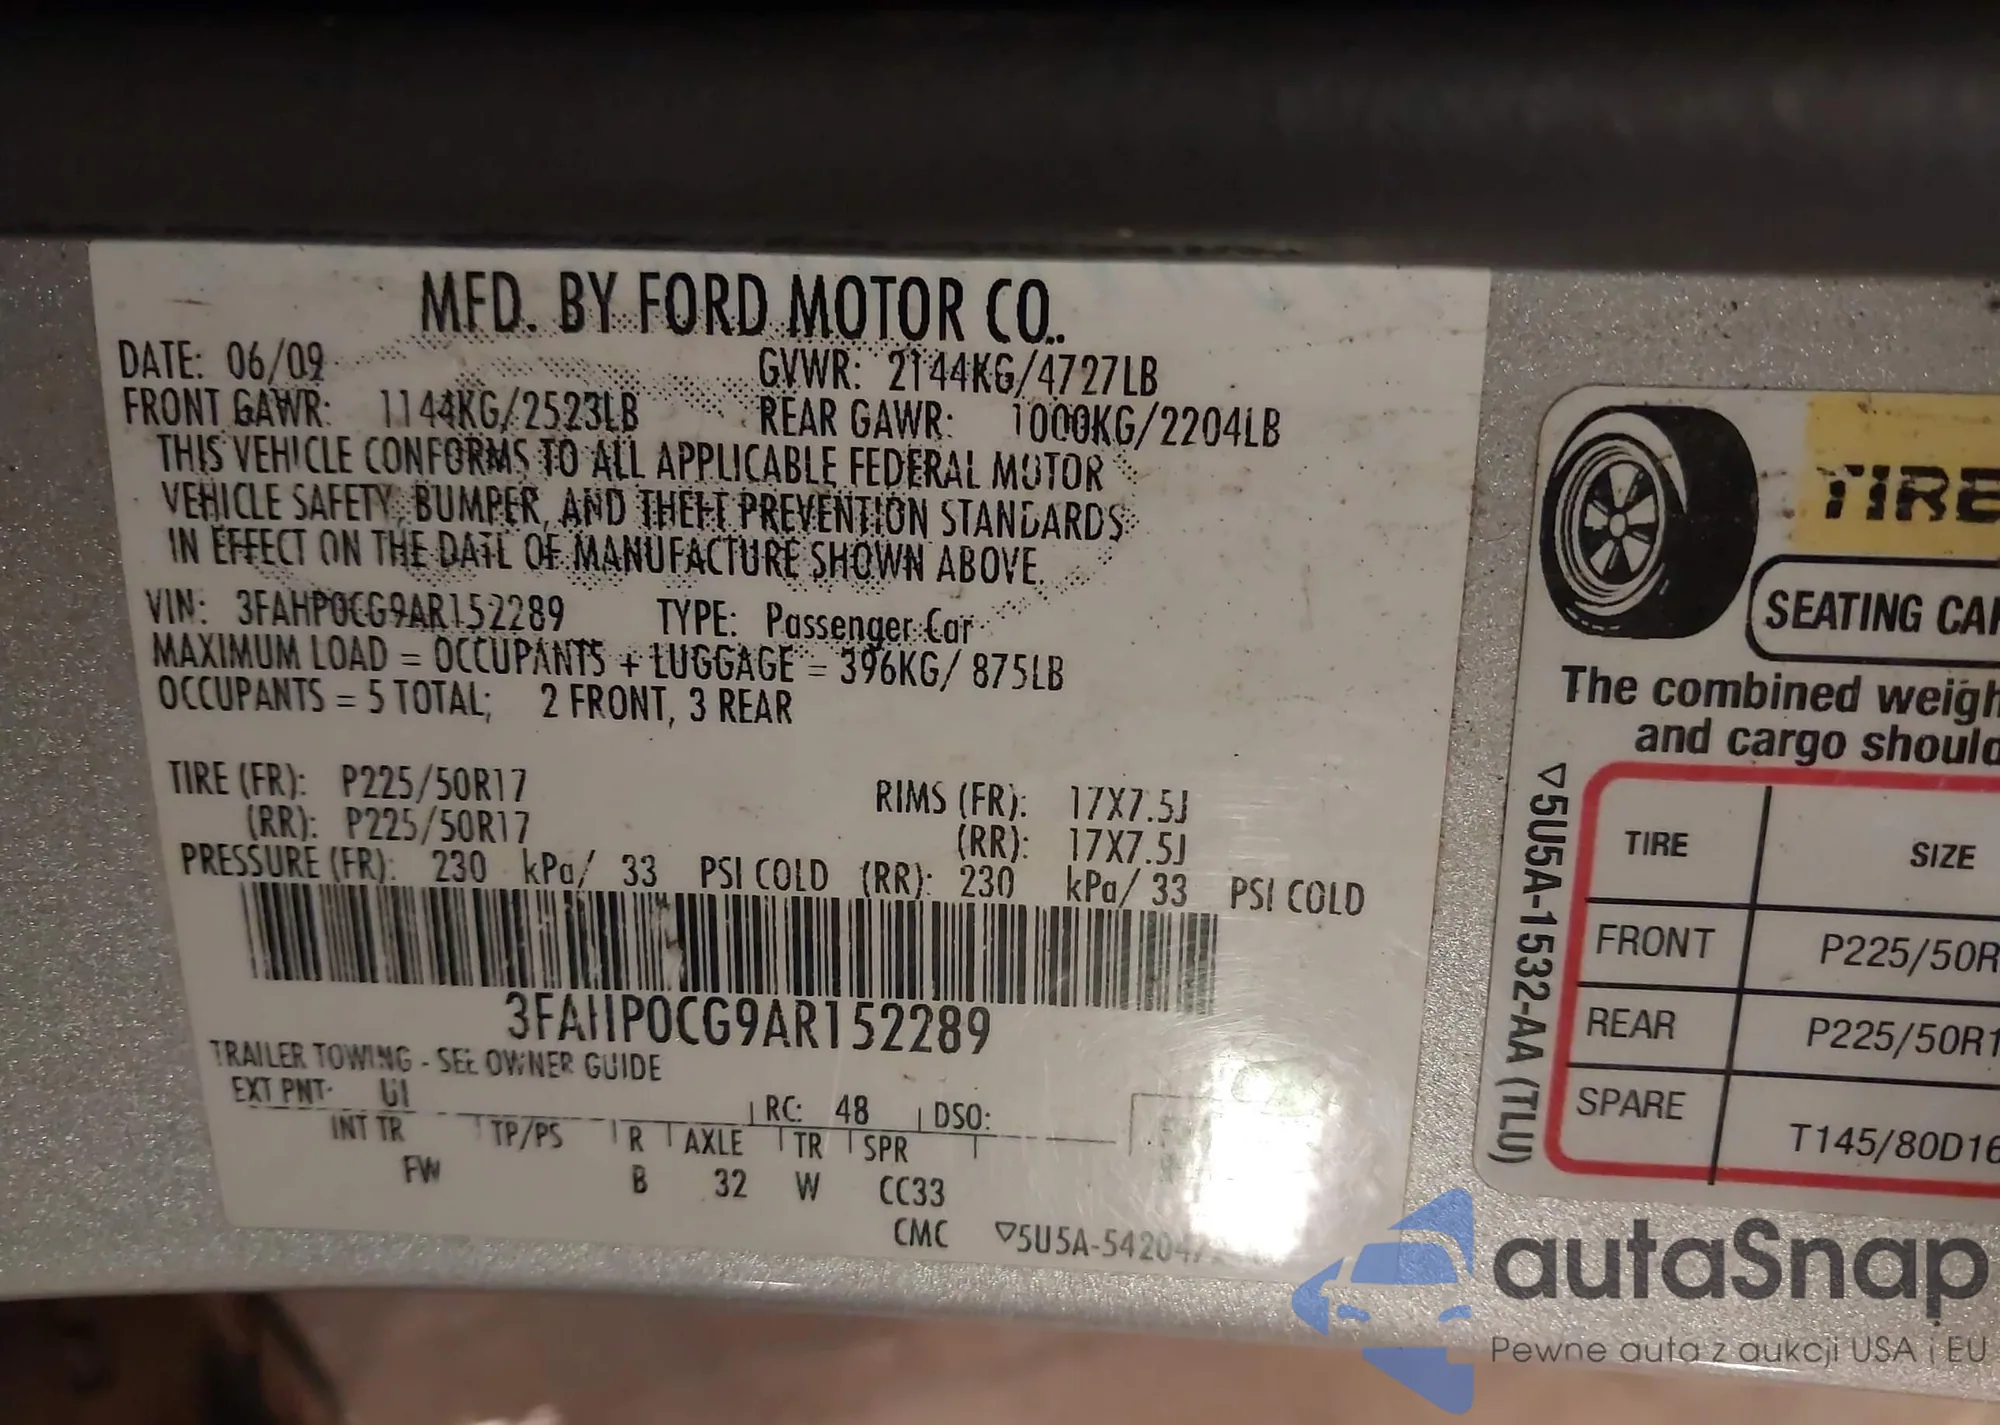 MFD. BY FORD MOTOR CO.
DATE: 06/09 GVWR: 2144KG/4727LB
FRONT GAWR: 1144KG/2523LB REAR GAWR: 1000KG/2204LB
THIS VEHICLE CONFORMS TO ALL APPLICABLE FEDERAL MOTOR
VEHICLE SAFETY, BUMPER, AND THEFT PREVENTION STANDARDS
IN EFFECT ON THE DATE OF MANUFACTURE SHOWN ABOVE.
VIN: 3FAHP0CG9AR152289 TYPE: Passenger Car
MAXIMUM LOAD = OCCUPANTS + LUGGAGE = 396KG/ 875LB
OCCUPANTS = 5 TOTAL; 2 FRONT, 3 REAR
TIRE (FR): P225/50R17 RIMS (FR): 17X7.5J
(RR): P225/50R17 (RR): 17X7.5J
PRESSURE (FR): 230 kPa/ 33 PSI COLD (RR): 230 kPa/ 33 PSI COLD
3FAHP0CG9AR152289
TRAILER TOWING - SEE OWNER GUIDE
EXT PNT: UI RC: 48 DSO:
INT TR TP/PS R AXLE TR SPR
FW B 32 W CC33
CMC ▽5U5A-54204
TIRE
SEATING CA
The combined weigh
and cargo should
TIRE SIZE
FRONT P225/50R
REAR P225/50R1
SPARE T145/80D16
▽5U5A-1532-AA (TLU)
autaSnap
Pewne auta z aukcji USA i EU